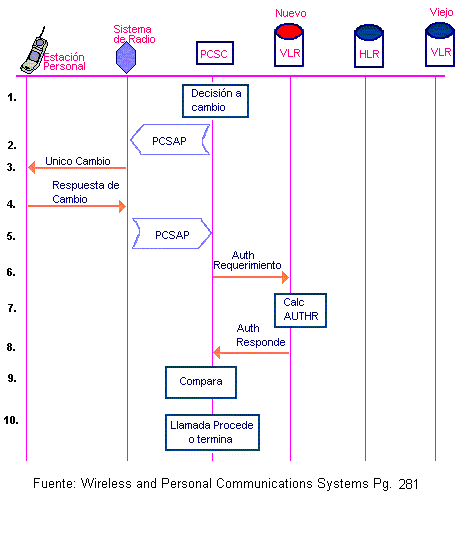 Nuevo
Viejo
Sistema
de Radio
Estación
Personal
PCSC
VLR
HLR
VLR
1.
Decisión a
cambio
2.
PCSAP
3.
Unico Cambio
4.
Respuesta de
Cambio
5.
PCSAP
6.
Auth
Requerimiento
7.
Calc
AUTHR
8.
Auth
Responde
9.
Compara
10.
Llamada Procede
o termina
Fuente: Wireless and Personal Communications Systems Pg. 281